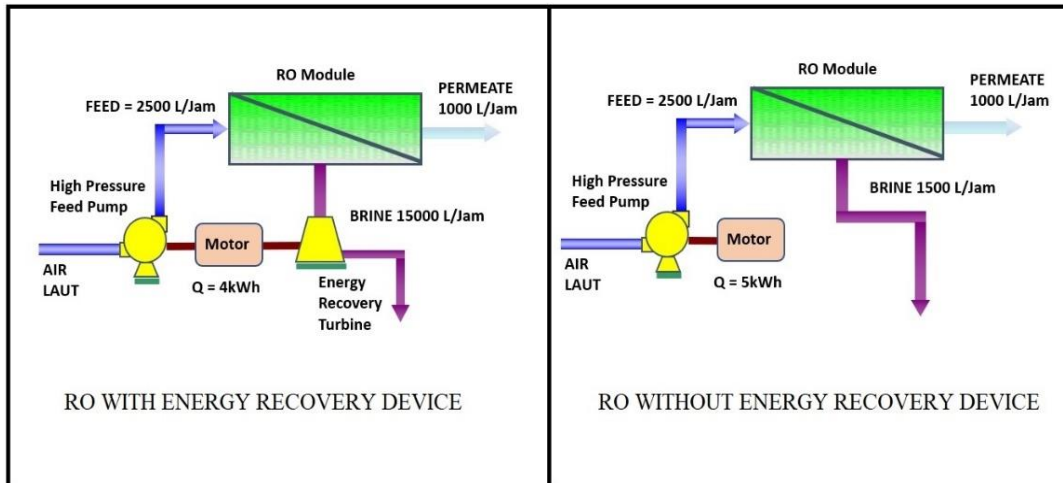 RO Module
PERMEATE
1000 L/Jam
FEED = 2500 L/Jam
High Pressure
Feed Pump
BRINE 15000 L/Jam
Motor
AIR
LAUT
Q = 4kWh
Energy
Recovery
Turbine
RO WITH ENERGY RECOVERY DEVICE
RO Module
PERMEATE
1000 L/Jam
FEED = 2500 L/Jam
High Pressure
Feed Pump
BRINE 1500 L/Jam
Motor
AIR
LAUT
Q = 5kWh
RO WITHOUT ENERGY RECOVERY DEVICE